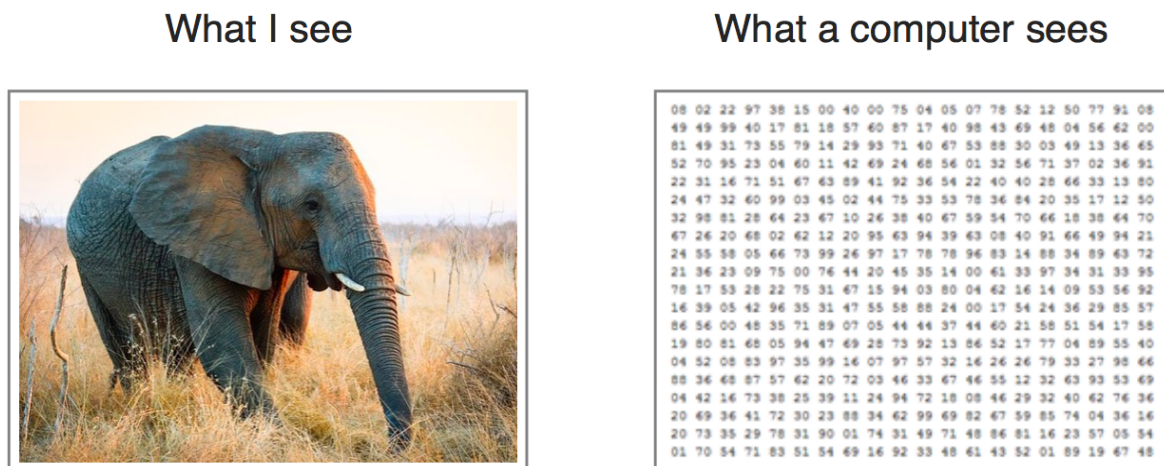 What I see
What a computer sees
08 02 22 97 38 15 00 40 00 75 04 05 07 78 52 12 50 77 91 08
49 49 99 40 17 81 18 57 60 87 17 40 98 43 69 48 04 56 62 00
81 49 31 73 55 79 14 29 93 71 40 67 53 88 30 03 49 13 36 65
52 70 95 23 04 60 11 42 69 24 68 56 01 32 56 71 37 02 36 91
22 31 16 71 51 67 63 89 41 92 36 54 22 40 40 28 66 33 13 80
24 47 32 60 99 03 45 02 44 75 33 53 78 36 84 20 35 17 12 50
32 98 81 28 64 23 67 10 26 38 40 67 59 54 70 66 18 38 64 70
67 26 20 68 02 62 12 20 95 63 94 39 63 08 40 91 66 49 94 21
24 55 58 05 66 73 99 26 97 17 78 78 96 83 14 88 34 89 63 72
21 36 23 09 75 00 76 44 20 45 35 14 00 61 33 97 34 31 33 95
78 17 53 28 22 75 31 67 15 94 03 80 04 62 16 14 09 53 56 92
16 39 05 42 96 35 31 47 55 58 88 24 00 17 54 24 36 29 85 57
86 56 00 48 35 71 89 07 05 44 44 37 44 60 21 58 51 54 17 58
19 80 81 68 05 94 47 69 28 73 92 13 86 52 17 77 04 89 55 40
04 52 08 83 97 35 99 16 07 97 57 32 16 26 26 79 33 27 98 66
88 36 68 87 57 62 20 72 03 46 33 67 46 55 12 32 63 93 53 69
04 42 16 73 38 25 39 11 24 94 72 18 08 46 29 32 40 62 76 36
20 69 36 41 72 30 23 88 34 62 99 69 82 67 59 85 74 04 36 16
20 73 35 29 78 31 90 01 74 31 49 71 48 86 81 16 23 57 05 54
01 70 54 71 83 51 54 69 16 92 33 48 61 43 52 01 89 19 67 48